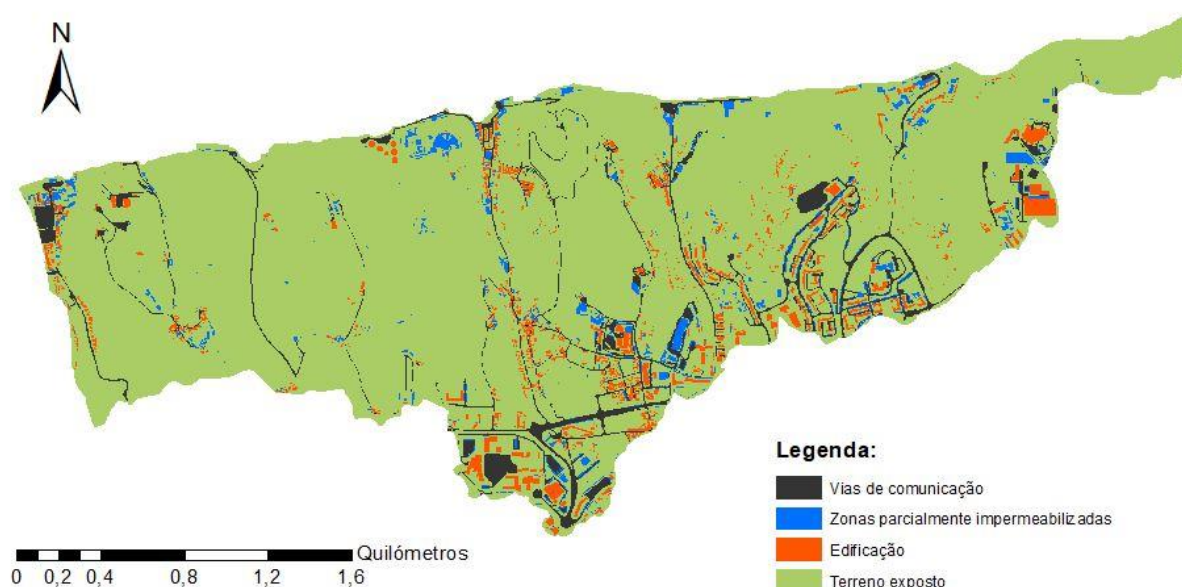 N
Legenda:
Vias de comunicação
Zonas parcialmente impermeabilizadas
Edificação
Terreno exposto
Quilómetros
0 0,2 0,4 0,8 1,2 1,6